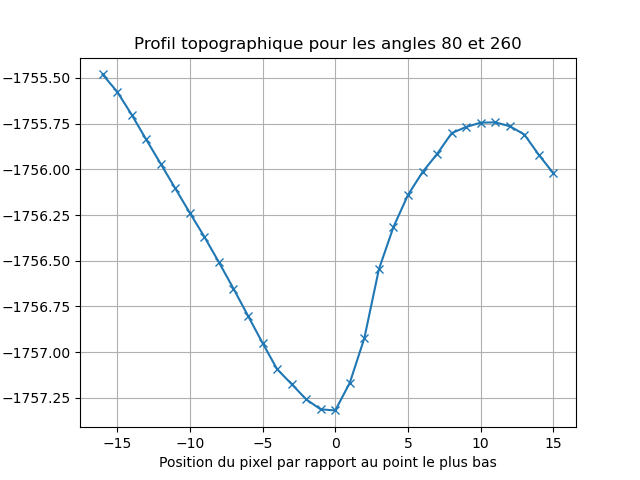 Profil topographique pour les angles 80 et 260
−1755.50
−1755.75
−1756.00
−1756.25
−1756.50
−1756.75
−1757.00
−1757.25
−15 −10 −5 0 5 10 15
Position du pixel par rapport au point le plus bas